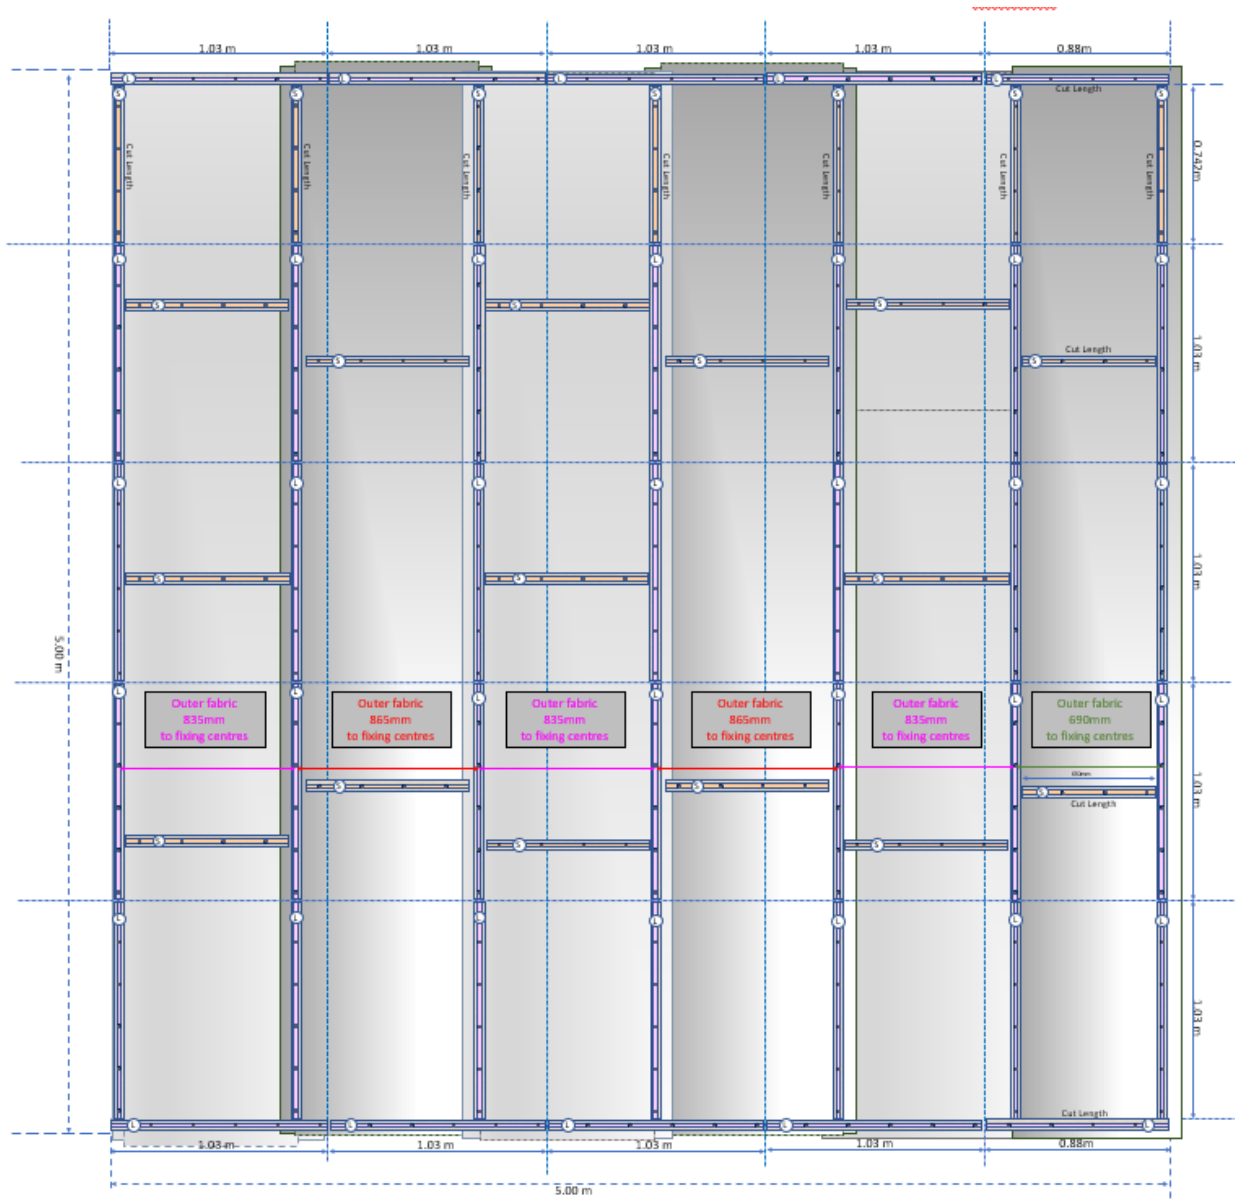 1.03 m
1.03 m
1.03 m
1.03 m
0.88m
L
L
L
L
L
Cut Length
S
S
S
S
S
S
S
Cut Length
Cut Length
Cut Length
Cut Length
Cut Length
Cut Length
Cut Length
0.742m
L
L
L
L
L
L
L
S
S
S
1.03 m
Cut Length
S
S
S
L
L
L
L
L
L
L
S
S
S
1.03 m
5.00 m
L
L
L
L
L
L
L
Outer fabric
835mm
to fixing centres
Outer fabric
865mm
to fixing centres
Outer fabric
835mm
to fixing centres
Outer fabric
865mm
to fixing centres
Outer fabric
835mm
to fixing centres
Outer fabric
690mm
to fixing centres
S
S
S
1.03 m
Cut Length
S
S
S
L
L
L
L
L
L
L
1.03 m
Cut Length
L
L
L
L
L
1.03 m
1.03 m
1.03 m
1.03 m
0.88m
5.00 m